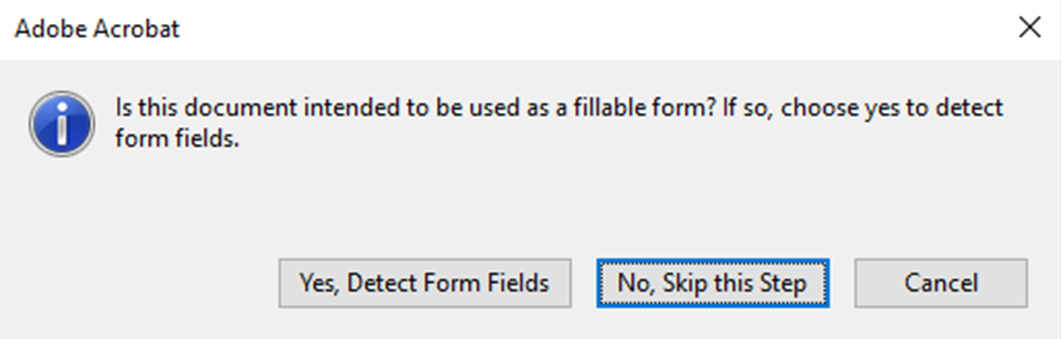 Adobe Acrobat
Is this document intended to be used as a fillable form? If so, choose yes to detect
form fields.
Yes, Detect Form Fields
No, Skip this Step
Cancel